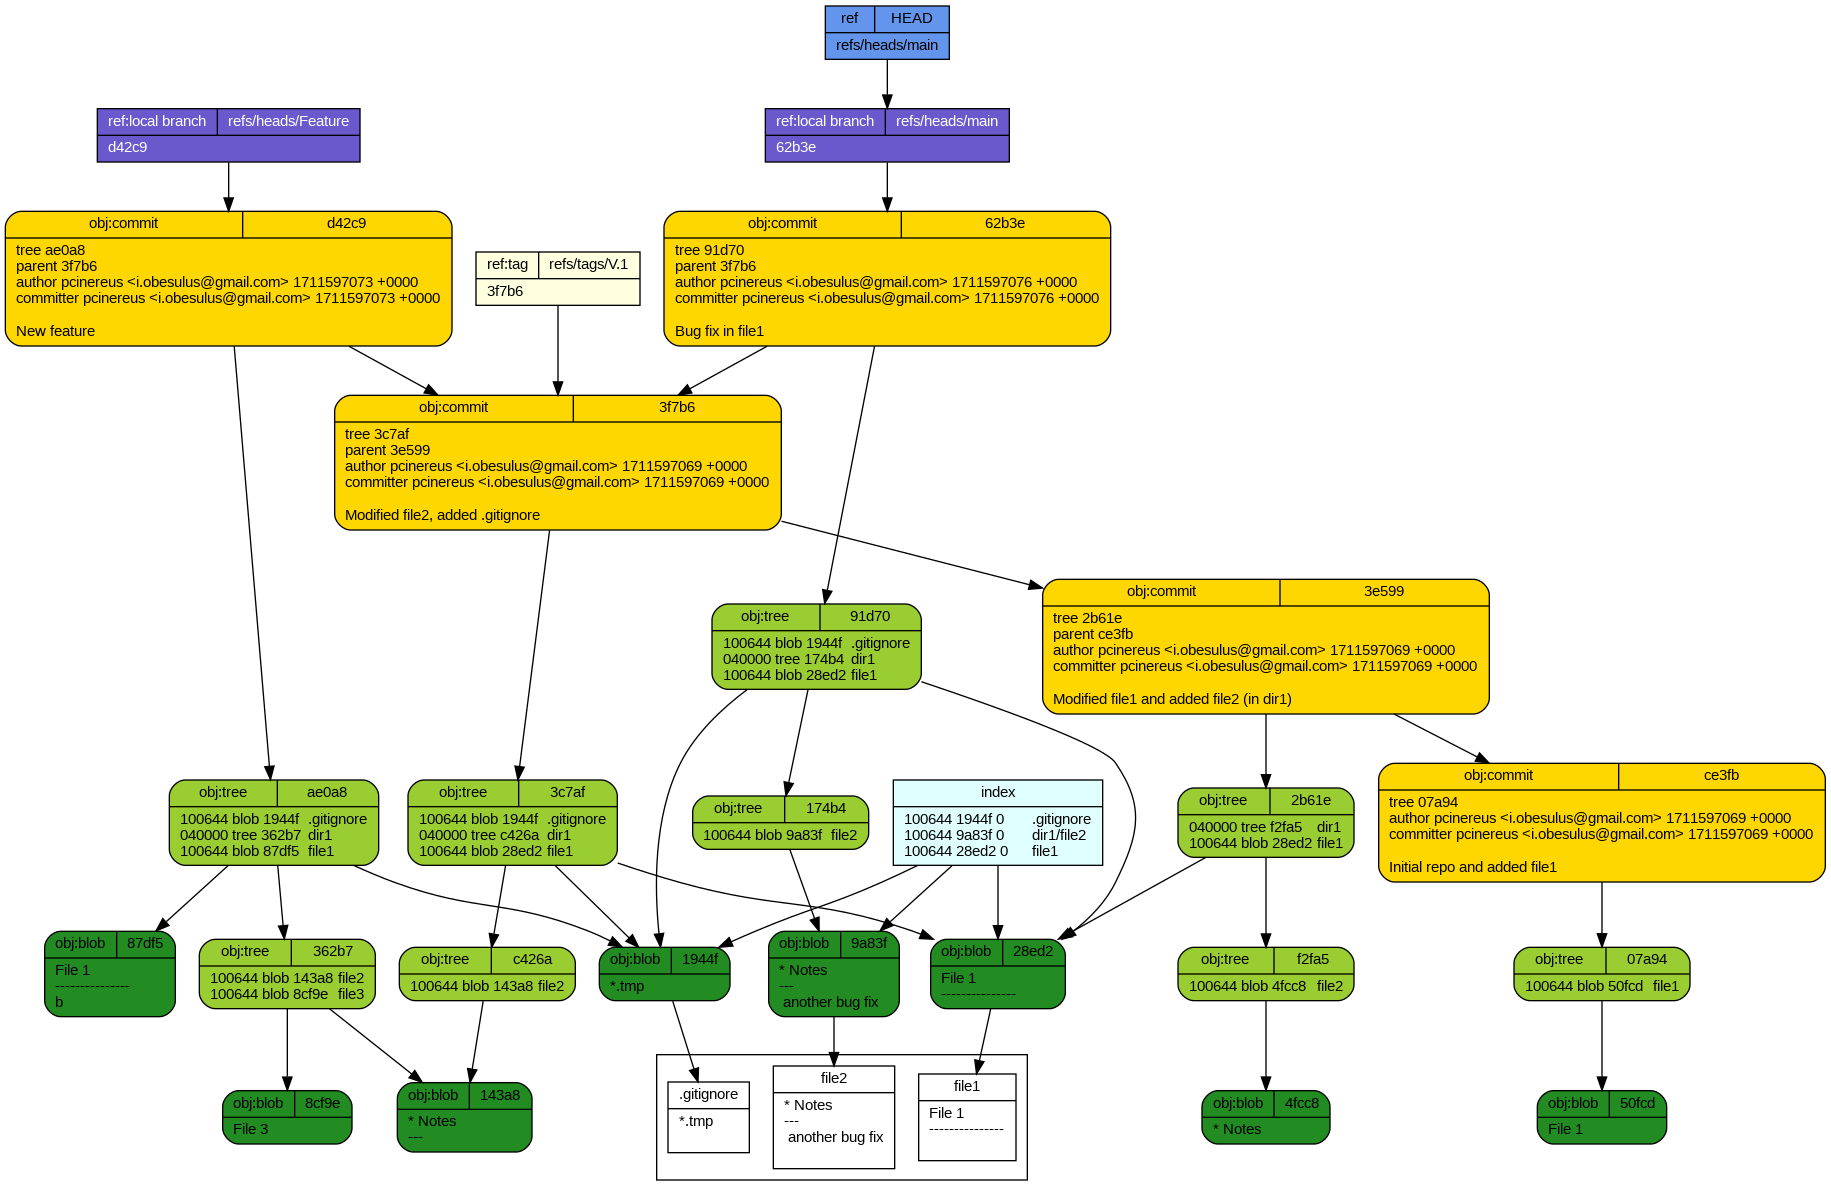 ref HEAD
refs/heads/main
ref:local branch refs/heads/Feature
d42c9
ref:local branch refs/heads/main
62b3e
obj:commit d42c9
tree ae0a8
parent 3f7b6
author pcinereus <i.obesulus@gmail.com> 1711597073 +0000
committer pcinereus <i.obesulus@gmail.com> 1711597073 +0000
New feature
ref:tag refs/tags/V.1
3f7b6
obj:commit 62b3e
tree 91d70
parent 3f7b6
author pcinereus <i.obesulus@gmail.com> 1711597076 +0000
committer pcinereus <i.obesulus@gmail.com> 1711597076 +0000
Bug fix in file1
obj:commit 3f7b6
tree 3c7af
parent 3e599
author pcinereus <i.obesulus@gmail.com> 1711597069 +0000
committer pcinereus <i.obesulus@gmail.com> 1711597069 +0000
Modified file2, added .gitignore
obj:commit 3e599
tree 2b61e
parent ce3fb
author pcinereus <i.obesulus@gmail.com> 1711597069 +0000
committer pcinereus <i.obesulus@gmail.com> 1711597069 +0000
Modified file1 and added file2 (in dir1)
obj:tree 91d70
100644 blob 1944f .gitignore
040000 tree 174b4 dir1
100644 blob 28ed2 file1
obj:commit ce3fb
tree 07a94
author pcinereus <i.obesulus@gmail.com> 1711597069 +0000
committer pcinereus <i.obesulus@gmail.com> 1711597069 +0000
Initial repo and added file1
obj:tree ae0a8
100644 blob 1944f .gitignore
040000 tree 362b7 dir1
100644 blob 87df5 file1
obj:tree 3c7af
100644 blob 1944f .gitignore
040000 tree c426a dir1
100644 blob 28ed2 file1
obj:tree 174b4
100644 blob 9a83f file2
index
100644 1944f 0 .gitignore
100644 9a83f 0 dir1/file2
100644 28ed2 0 file1
obj:tree 2b61e
040000 tree f2fa5 dir1
100644 blob 28ed2 file1
obj:blob 87df5
File 1
---------------
b
obj:tree 362b7
100644 blob 143a8 file2
100644 blob 8cf9e file3
obj:tree c426a
100644 blob 143a8 file2
obj:blob 1944f
*.tmp
obj:blob 9a83f
* Notes
---
another bug fix
obj:blob 28ed2
File 1
---------------
obj:tree f2fa5
100644 blob 4fcc8 file2
obj:tree 07a94
100644 blob 50fcd file1
obj:blob 8cf9e
File 3
obj:blob 143a8
* Notes
---
.gitignore
*.tmp
file2
* Notes
---
another bug fix
file1
File 1
---------------
obj:blob 4fcc8
* Notes
obj:blob 50fcd
File 1